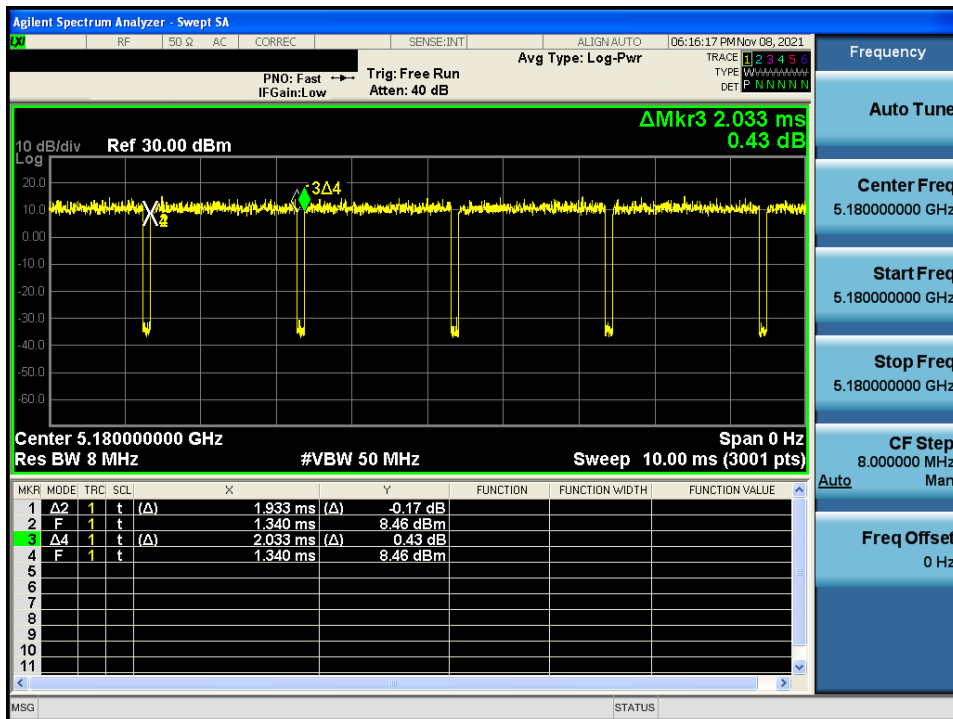 Agilent Spectrum Analyzer - Swept SA
LXI RF 50 Ω AC CORREC SENSE:INT ALIGN AUTO 06:16:17 PM Nov 08, 2021
Frequency
Avg Type: Log-Pwr
TRACE 1 2 3 4 5 6
PNO: Fast Trig: Free Run
TYPE WWWWWW
IFGain:Low Atten: 40 dB
DET P N N N N N
Auto Tune
ΔMkr3 2.033 ms
0.43 dB
10 dB/div Ref 30.00 dBm
Log
20.0
10.0
0.00
-10.0
-20.0
-30.0
-40.0
-50.0
-60.0
3Δ4
2
Center Freq
5.180000000 GHz
Start Freq
5.180000000 GHz
Stop Freq
5.180000000 GHz
Center 5.180000000 GHz Span 0 Hz
Res BW 8 MHz #VBW 50 MHz Sweep 10.00 ms (3001 pts)
CF Step
8.000000 MHz
Auto Man
Freq Offset
0 Hz
MKR MODE TRC SCL X Y FUNCTION FUNCTION WIDTH FUNCTION VALUE
1 Δ2 1 t (Δ) 1.933 ms (Δ) -0.17 dB
2 F 1 t 1.340 ms 8.46 dBm
3 Δ4 1 t (Δ) 2.033 ms (Δ) 0.43 dB
4 F 1 t 1.340 ms 8.46 dBm
5
6
7
8
9
10
11
MSG STATUS